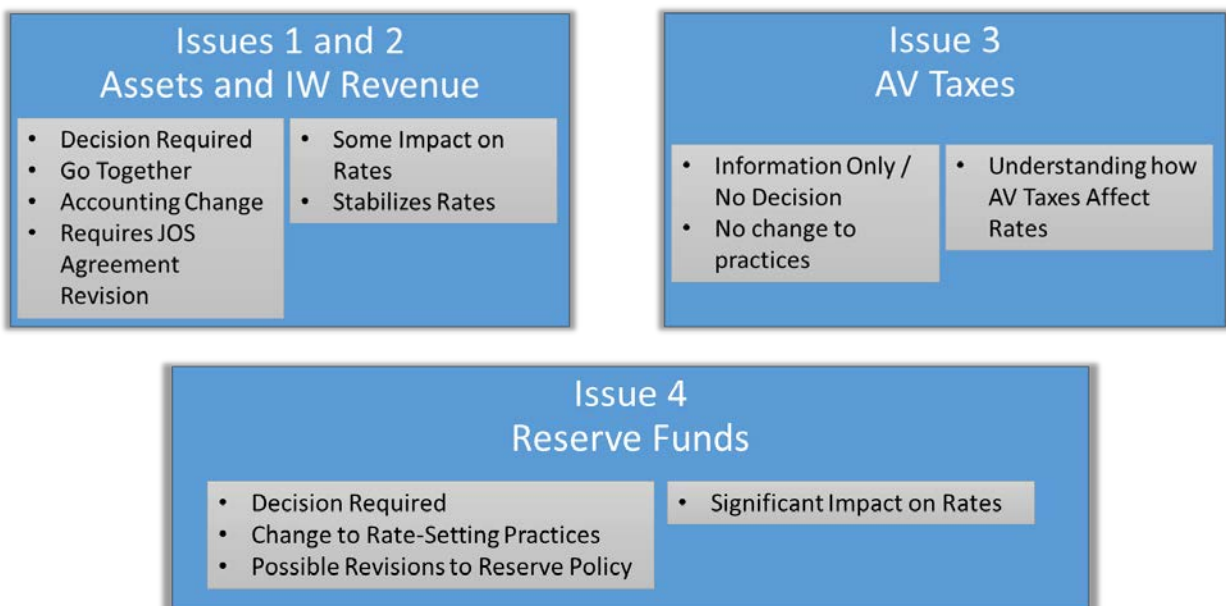 Issues 1 and 2
Assets and IW Revenue
• Decision Required
• Go Together
• Accounting Change
• Requires JOS
Agreement
Revision
• Some Impact on
Rates
• Stabilizes Rates
Issue 3
AV Taxes
• Information Only /
No Decision
• No change to
practices
• Understanding how
AV Taxes Affect
Rates
Issue 4
Reserve Funds
• Decision Required
• Change to Rate-Setting Practices
• Possible Revisions to Reserve Policy
• Significant Impact on Rates